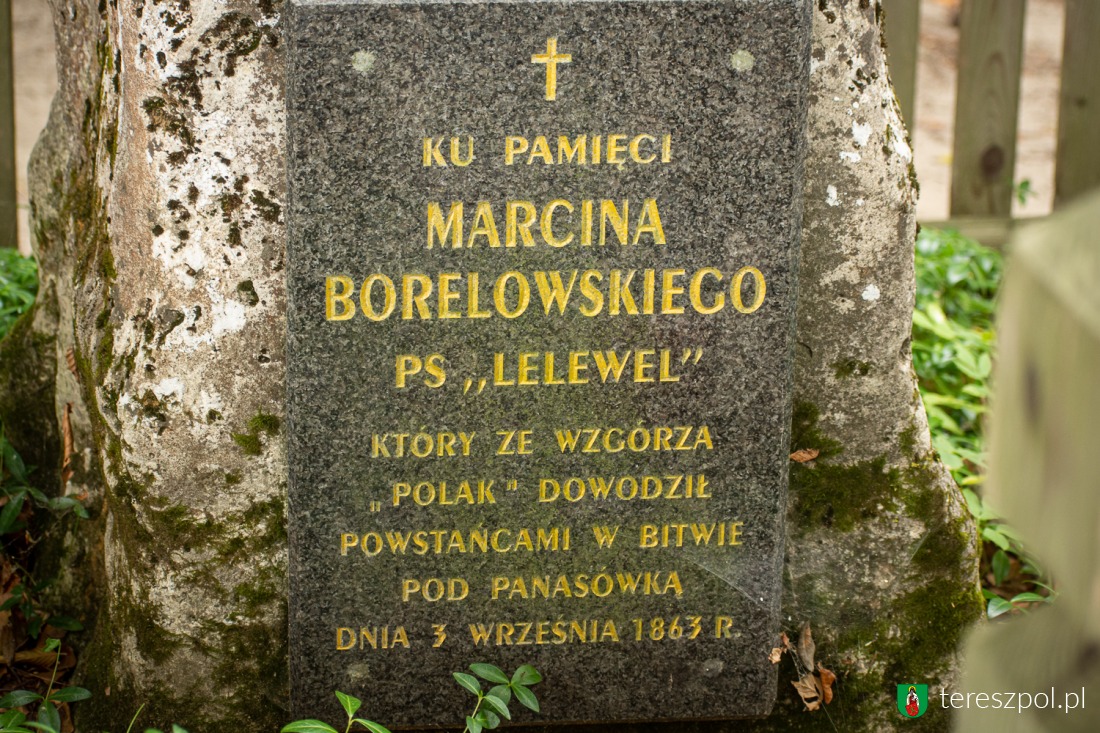 KU PAMIĘCI
MARCINA
BORELOWSKIEGO
PS ,,LELEWEL”
KTÓRY ZE WZGÓRZA
„POLAK" DOWODZIŁ
POWSTAŃCAMI W BITWIE
POD PANASÓWKĄ
DNIA 3 WRZEŚNIA 1863 R.
tereszpol.pl